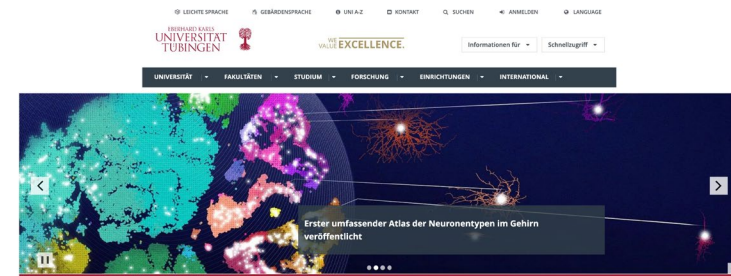 LEICHTE SPRACHE GEBÄRDENSPRACHE UNI A-Z KONTAKT SUCHEN ANMELDEN LANGUAGE
EBERHARD KARLS
UNIVERSITÄT
TÜBINGEN
WE
VALUE EXCELLENCE.
Informationen für Schnellzugriff
UNIVERSITÄT FAKULTÄTEN STUDIUM FORSCHUNG EINRICHTUNGEN INTERNATIONAL
Erster umfassender Atlas der Neuronentypen im Gehirn
veröffentlicht